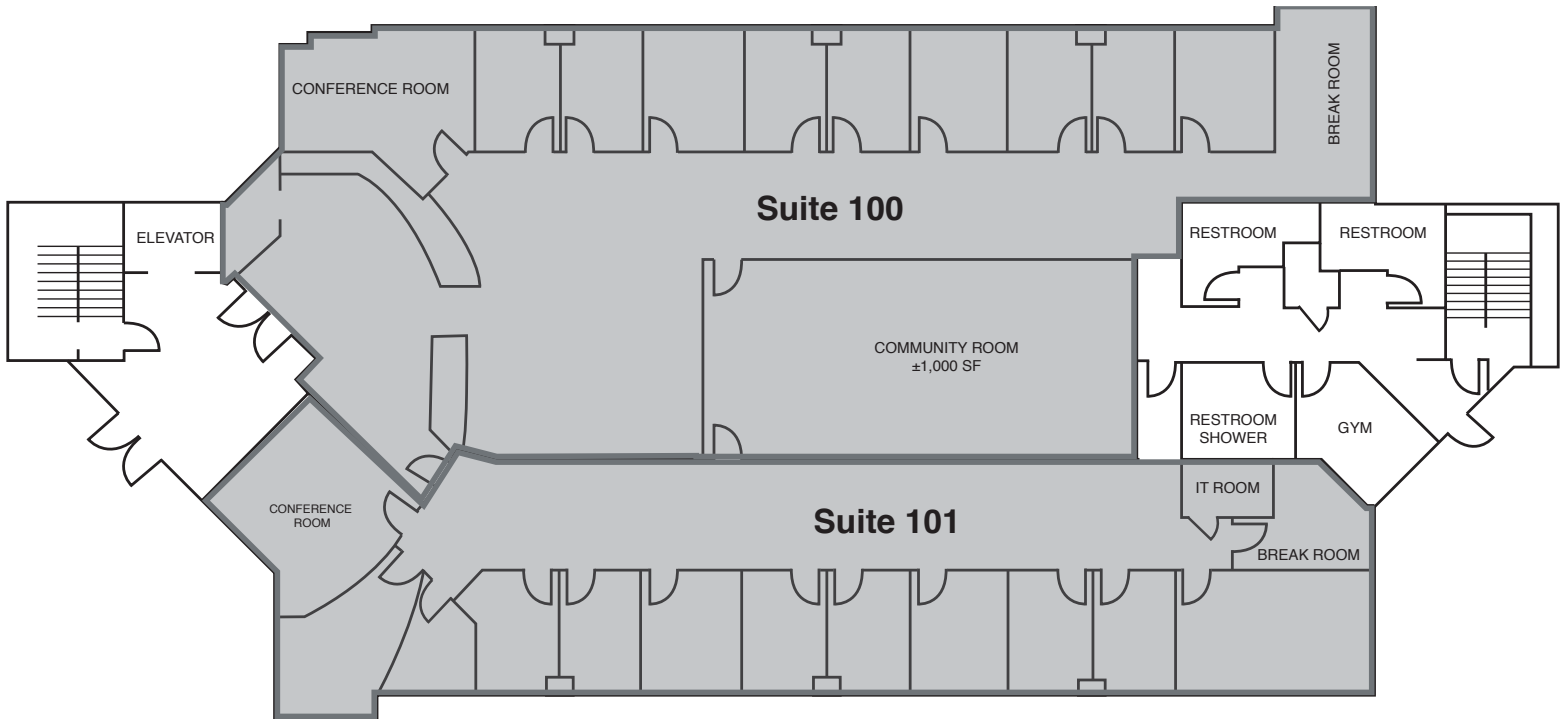 CONFERENCE ROOM
BREAK ROOM
Suite 100
ELEVATOR
RESTROOM
RESTROOM
COMMUNITY ROOM
±1,000 SF
RESTROOM
SHOWER
GYM
CONFERENCE
ROOM
IT ROOM
Suite 101
BREAK ROOM